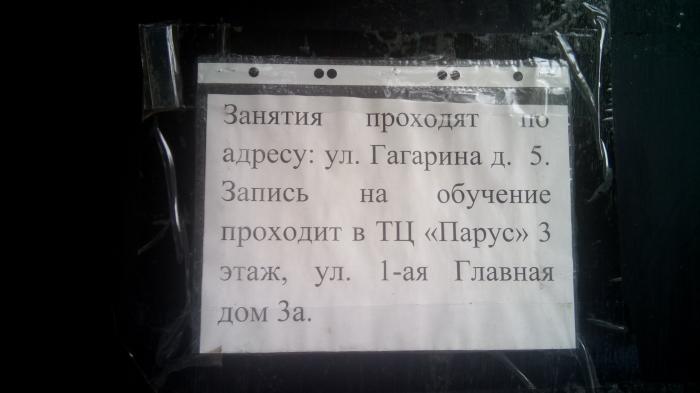 Занятия проходят по
адресу: ул. Гагарина д. 5.
Запись на обучение
проходит в ТЦ «Парус» 3
этаж, ул. 1-ая Главная
дом 3а.